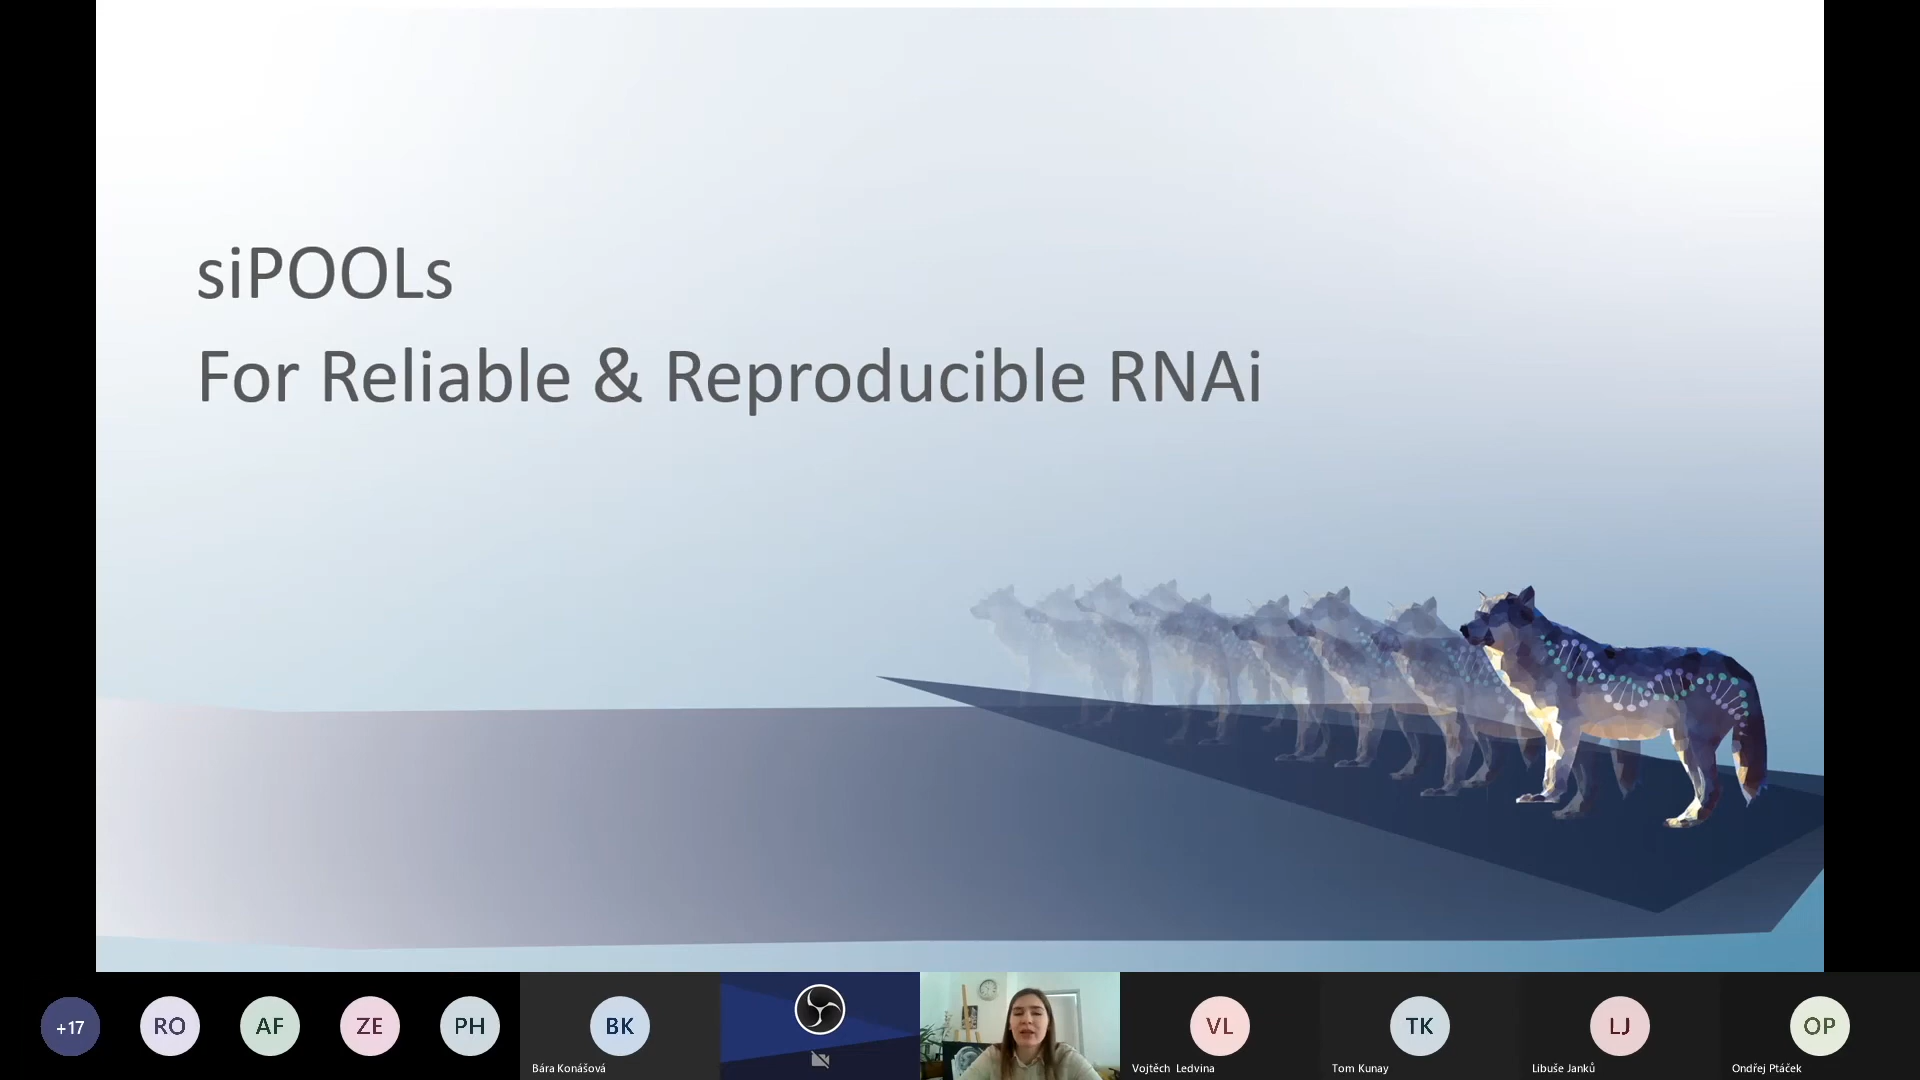 siPOOLs
For Reliable & Reproducible RNAi
+17
RO
AF
ZE
PH
BK
Bára Konášová
VL
Vojtěch Ledvina
TK
Tom Kunay
LJ
Libuše Janků
OP
Ondřej Ptáček